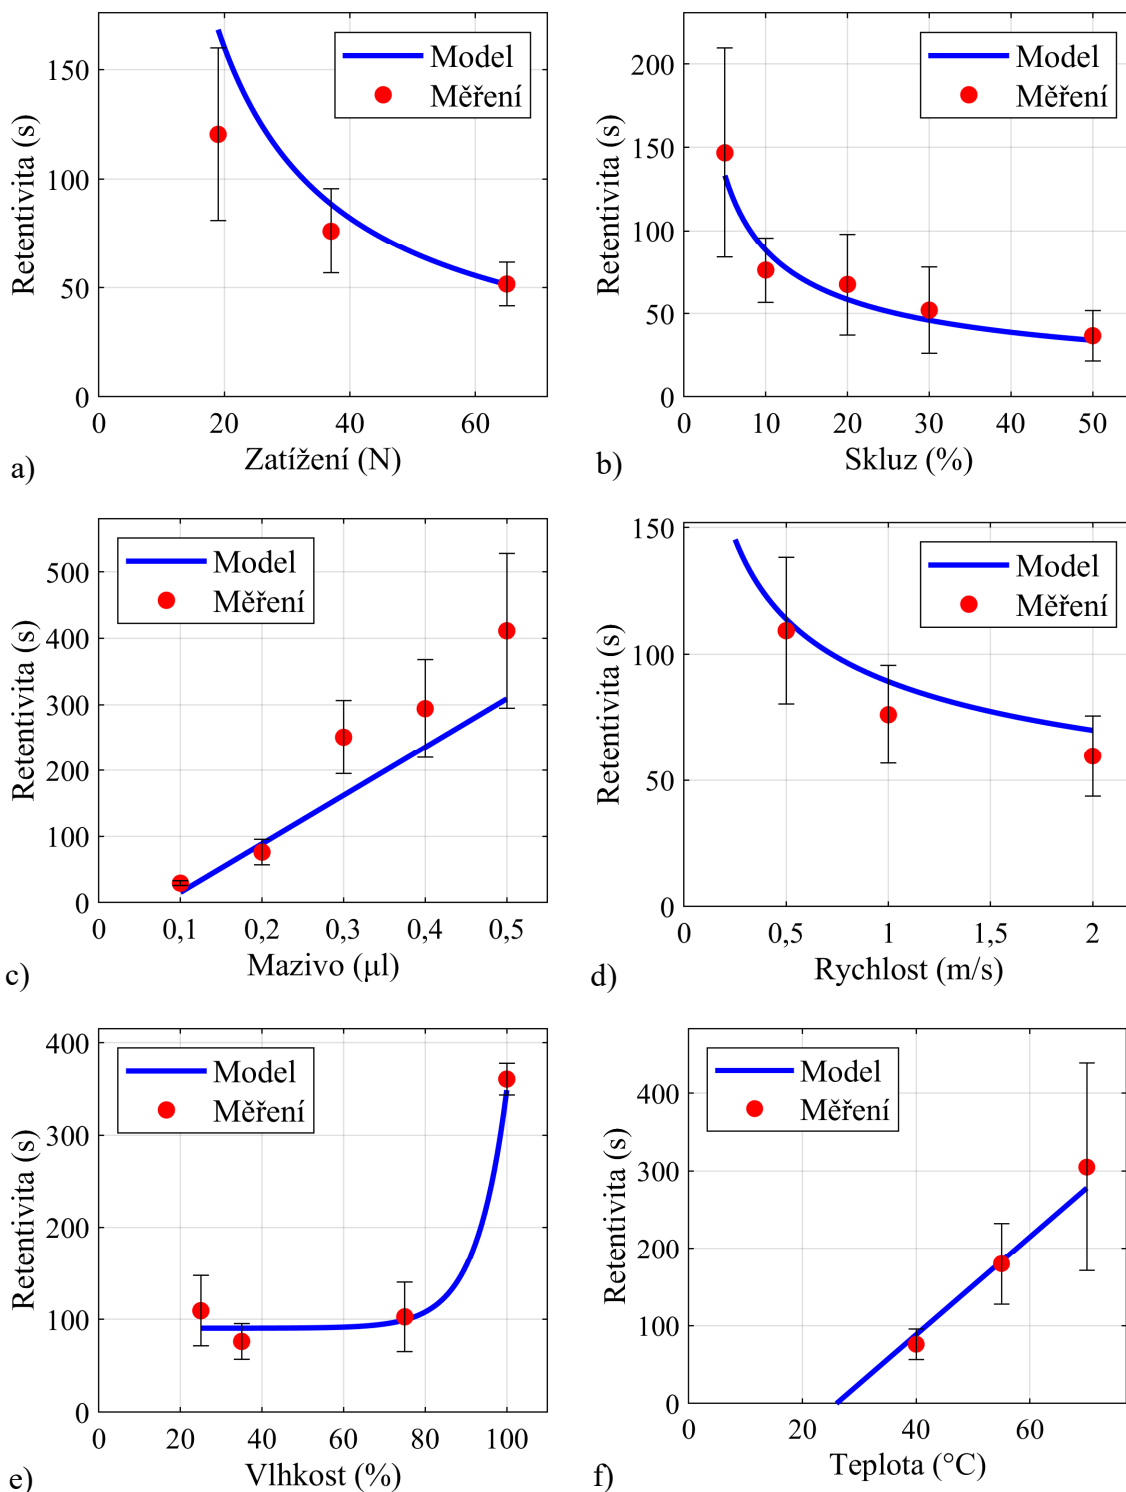 Retentivita (s)
150
100
50
0
Model
Měření
0 20 40 60
Zatížení (N)
a)
Retentivita (s)
200
150
100
50
0
Model
Měření
0 10 20 30 40 50
Skluz (%)
b)
Retentivita (s)
500
400
300
200
100
0
Model
Měření
0 0,1 0,2 0,3 0,4 0,5
Mazivo (μl)
c)
Retentivita (s)
150
100
50
0
Model
Měření
0 0,5 1 1,5 2
Rychlost (m/s)
d)
Retentivita (s)
400
300
200
100
0
Model
Měření
0 20 40 60 80 100
Vlhkost (%)
e)
Retentivita (s)
400
300
200
100
0
Model
Měření
0 20 40 60
Teplota (°C)
f)